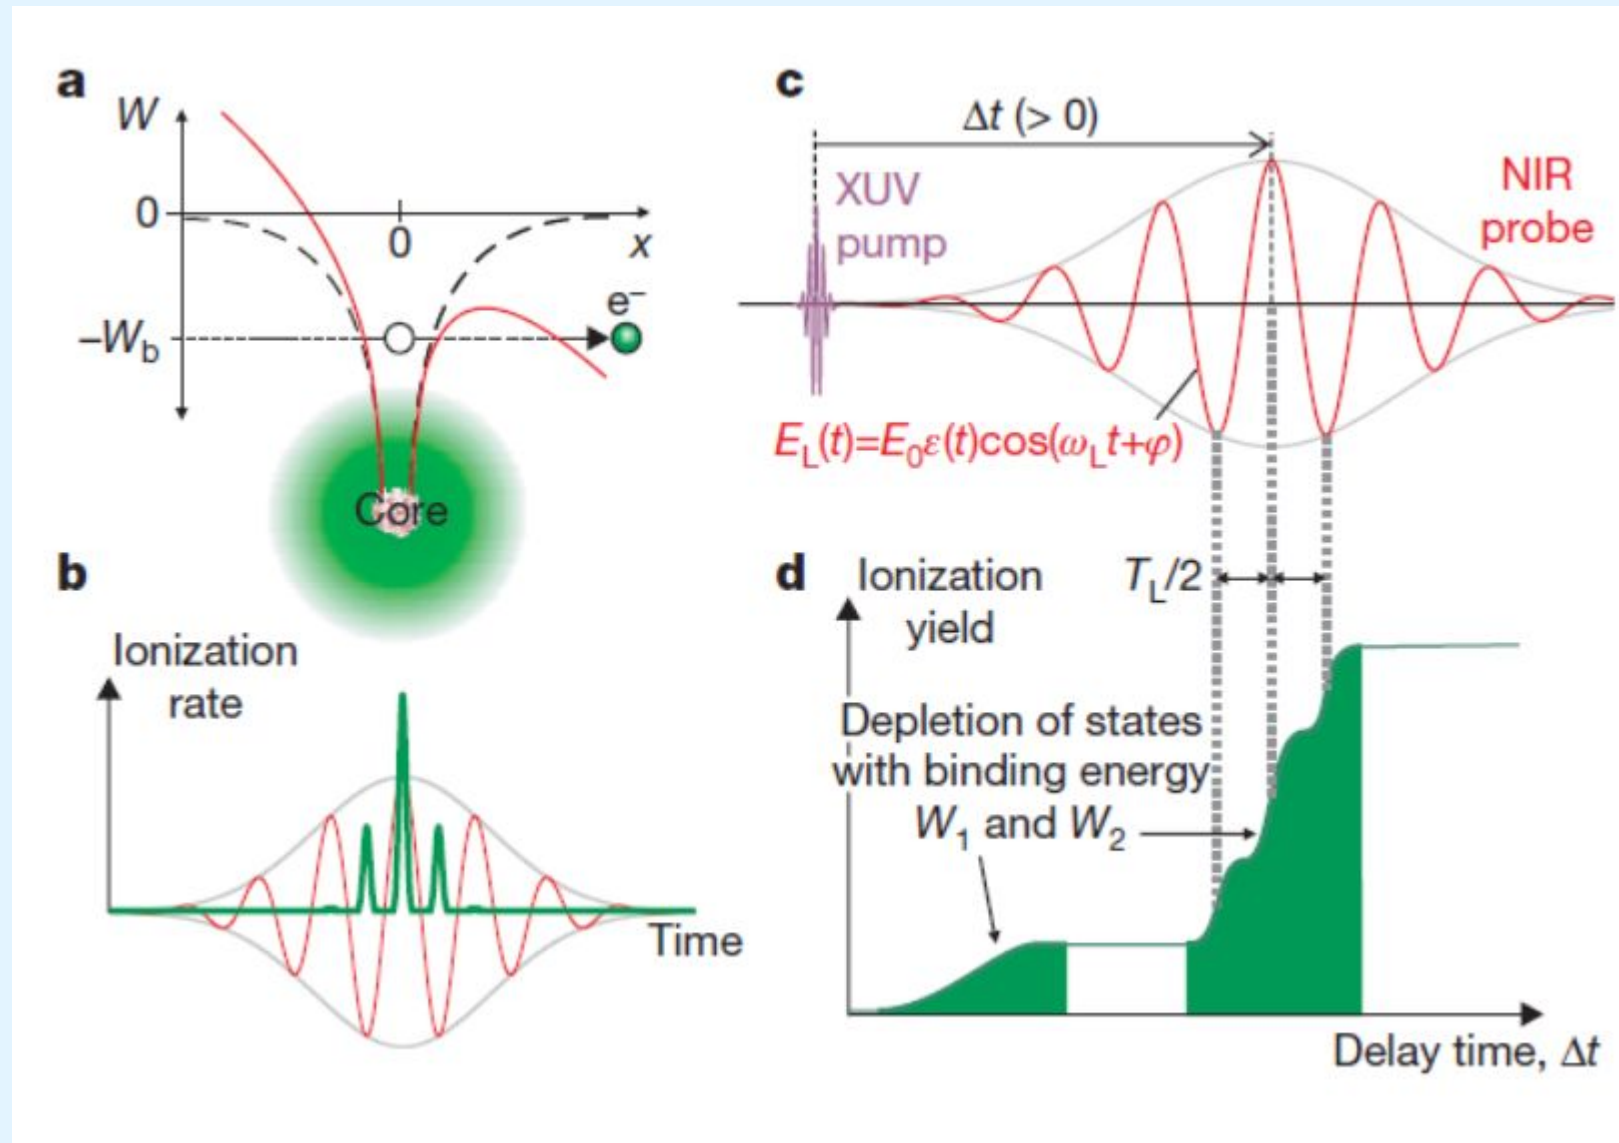 a
W
0
0
x
e⁻
–W_b
Core
b
Ionization
rate
Time
c
Δt (> 0)
XUV
pump
NIR
probe
E_L(t)=E_0ε(t)cos(ω_Lt+φ)
d
Ionization
yield
T_L/2
Depletion of states
with binding energy
W_1 and W_2
Delay time, Δt